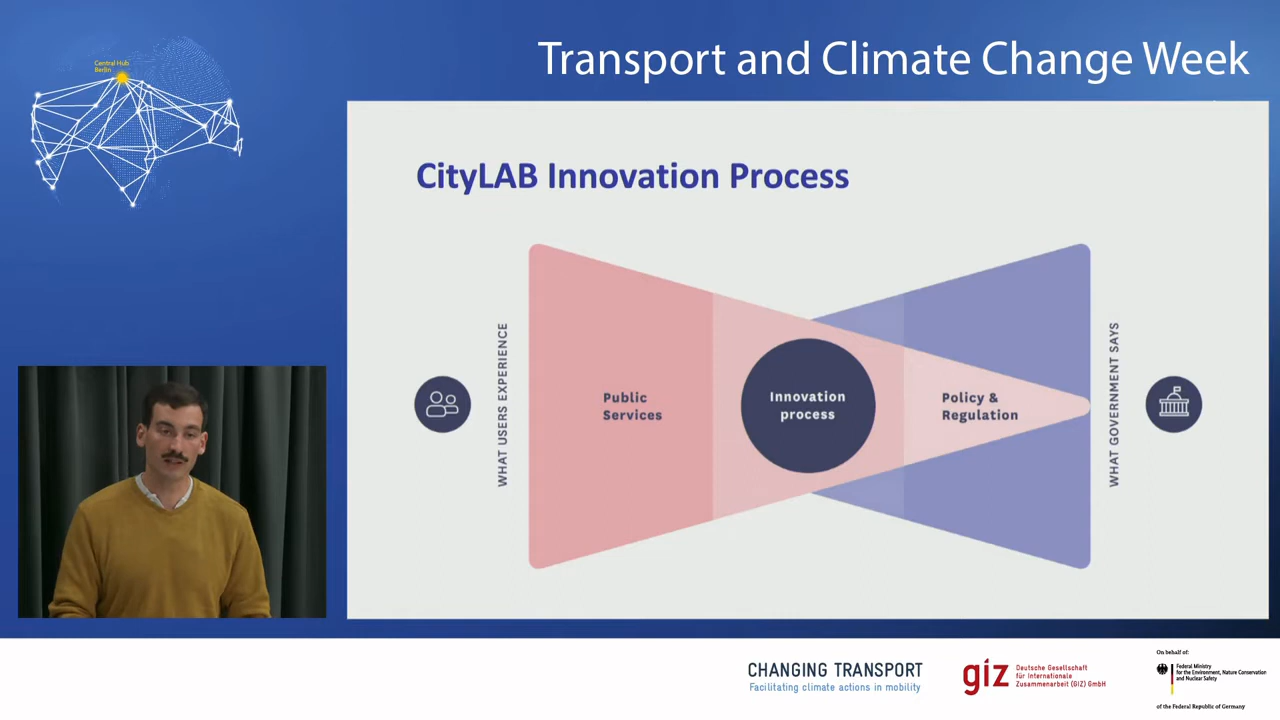 Transport and Climate Change Week
Central Hub
Berlin
CityLAB Innovation Process
WHAT USERS EXPERIENCE
Public
Services
Innovation
process
Policy &
Regulation
WHAT GOVERNMENT SAYS
CHANGING TRANSPORT
Facilitating climate actions in mobility
giz
Deutsche Gesellschaft
für Internationale
Zusammenarbeit (GIZ) GmbH
On behalf of:
Federal Ministry
for the Environment, Nature Conservation
and Nuclear Safety
of the Federal Republic of Germany